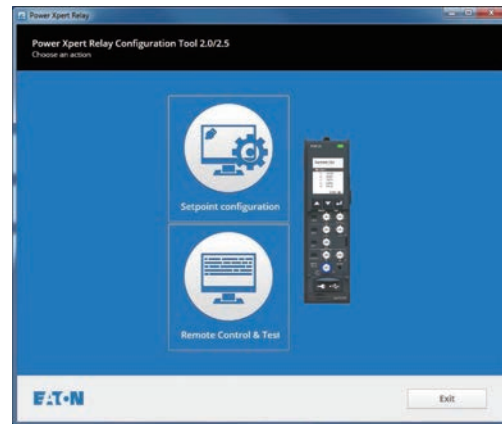 Power Xpert Relay
Power Xpert Relay Configuration Tool 2.0/2.5
Choose an action
Setpoint configuration
Remote Control & Test
EATON
Exit